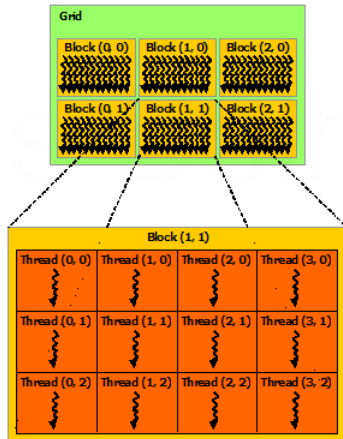 Grid
Block (0, 0) Block (1, 0) Block (2, 0)
Block (0, 1) Block (1, 1) Block (2, 1)
Block (1, 1)
Thread (0, 0) Thread (1, 0) Thread (2, 0) Thread (3, 0)
Thread (0, 1) Thread (1, 1) Thread (2, 1) Thread (3, 1)
Thread (0, 2) Thread (1, 2) Thread (2, 2) Thread (3, 2)